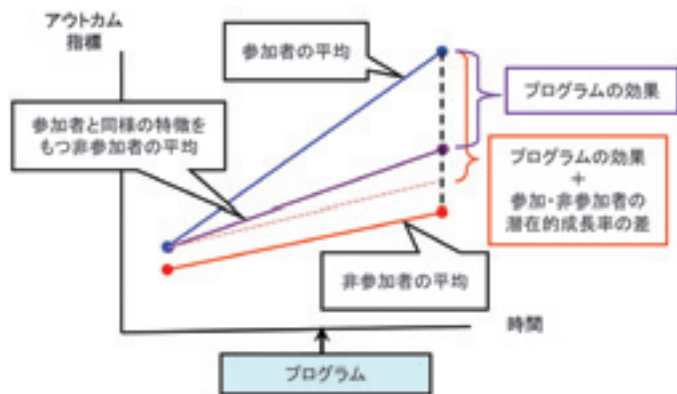 アウトカム
指標
参加者の平均
参加者と同様の特徴を
もつ非参加者の平均
プログラムの効果
プログラムの効果
+
参加・非参加者の
潜在的成長率の差
非参加者の平均
時間
プログラム